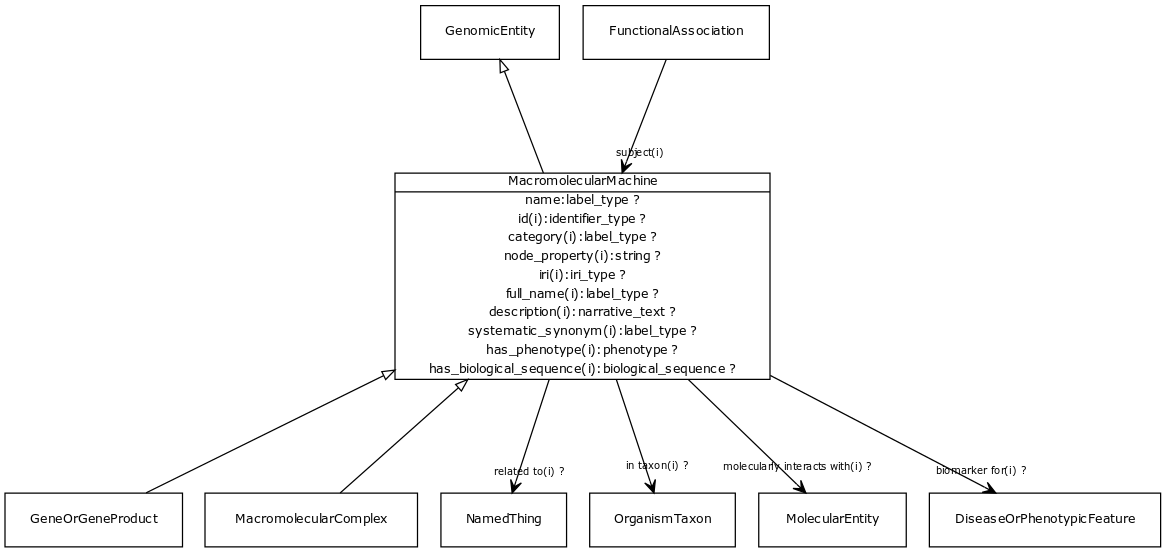 GenomicEntity
FunctionalAssociation
subject(i)
MacromolecularMachine
name:label_type ?
id(i):identifier_type ?
category(i):label_type ?
node_property(i):string ?
iri(i):iri_type ?
full_name(i):label_type ?
description(i):narrative_text ?
systematic_synonym(i):label_type ?
has_phenotype(i):phenotype ?
has_biological_sequence(i):biological_sequence ?
related to(i) ?
in taxon(i) ?
molecularly interacts with(i) ?
biomarker for(i) ?
GeneOrGeneProduct
MacromolecularComplex
NamedThing
OrganismTaxon
MolecularEntity
DiseaseOrPhenotypicFeature